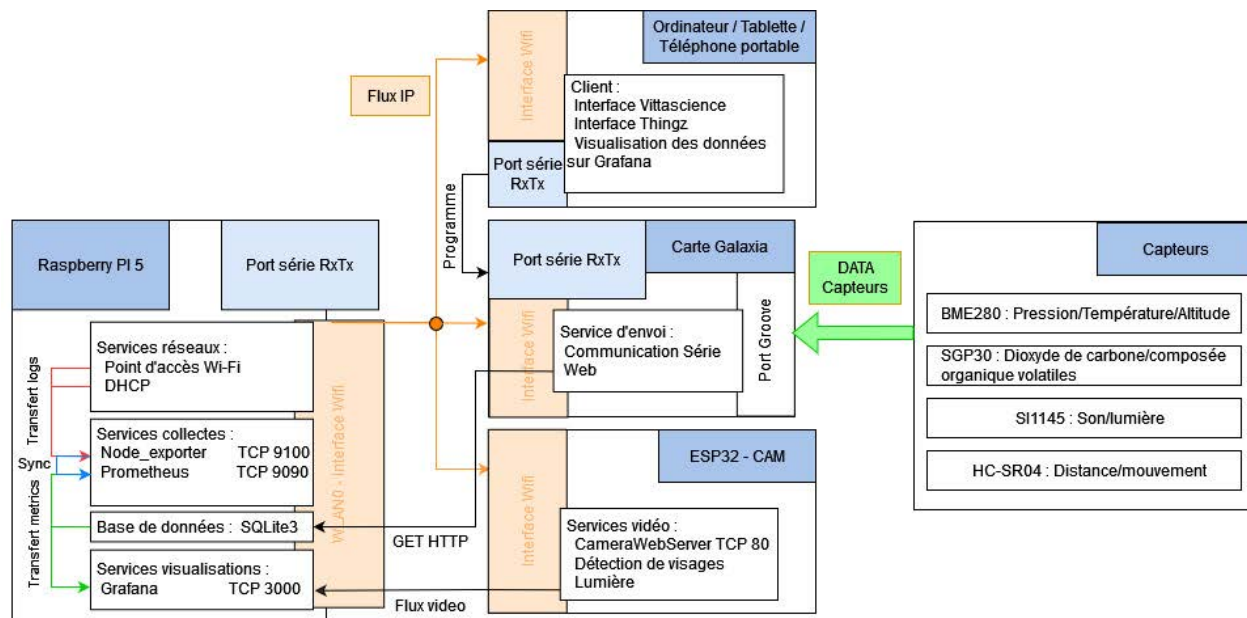 Ordinateur / Tablette /
Téléphone portable
Interface Wifi
Flux IP
Client :
Interface Vittascience
Interface Thingz
Visualisation des données
sur Grafana
Port série
RxTx
Programme
Raspberry PI 5
Port série RxTx
Port série RxTx
Carte Galaxia
DATA
Capteurs
Capteurs
Services réseaux :
Point d'accès Wi-Fi
DHCP
Transfert logs
Services collectes :
Node_exporter TCP 9100
Prometheus TCP 9090
Sync
Transfert metrics
Base de données : SQLite3
Services visualisations :
Grafana TCP 3000
WLAN0 - Interface Wifi
Interface Wifi
Service d'envoi :
Communication Série
Web
Port Groove
BME280 : Pression/Température/Altitude
SGP30 : Dioxyde de carbone/composée
organique volatiles
SI1145 : Son/lumière
HC-SR04 : Distance/mouvement
GET HTTP
Flux video
ESP32 - CAM
Interface Wifi
Services vidéo :
CameraWebServer TCP 80
Détection de visages
Lumière